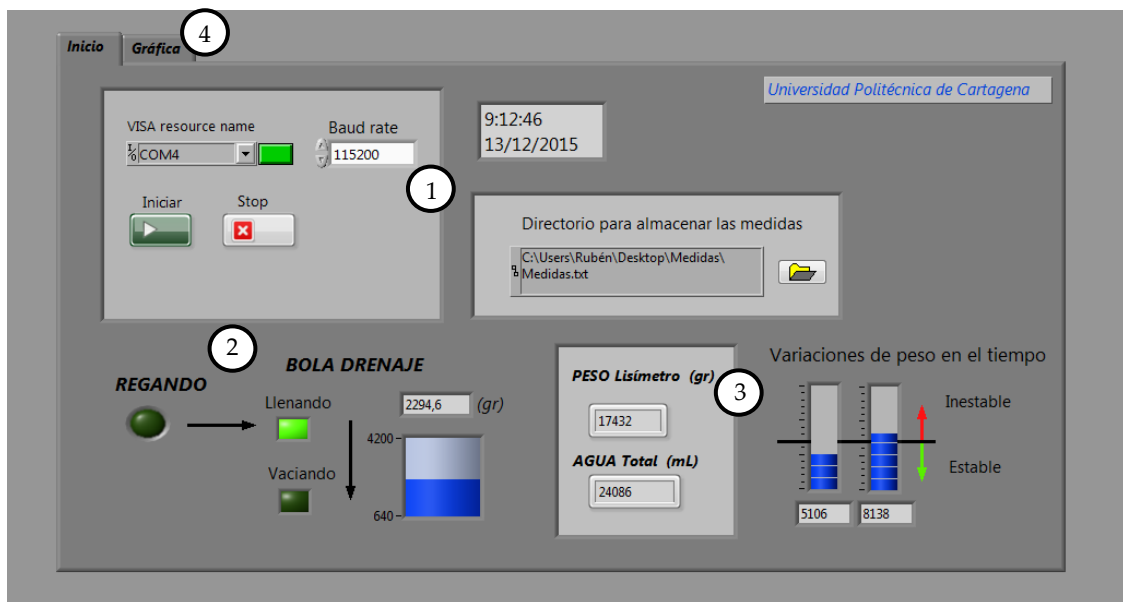 Inicio
Gráfica
4
Universidad Politécnica de Cartagena
VISA resource name
Baud rate
COM4
115200
9:12:46
13/12/2015
1
Iniciar
Stop
Directorio para almacenar las medidas
C:\Users\Rubén\Desktop\Medidas\
Medidas.txt
2
BOLA DRENAJE
REGANDO
Llenando
2294,6
(gr)
4200
Vaciando
640
PESO Lisímetro (gr)
3
17432
AGUA Total (mL)
24086
Variaciones de peso en el tiempo
Inestable
Estable
5106
8138